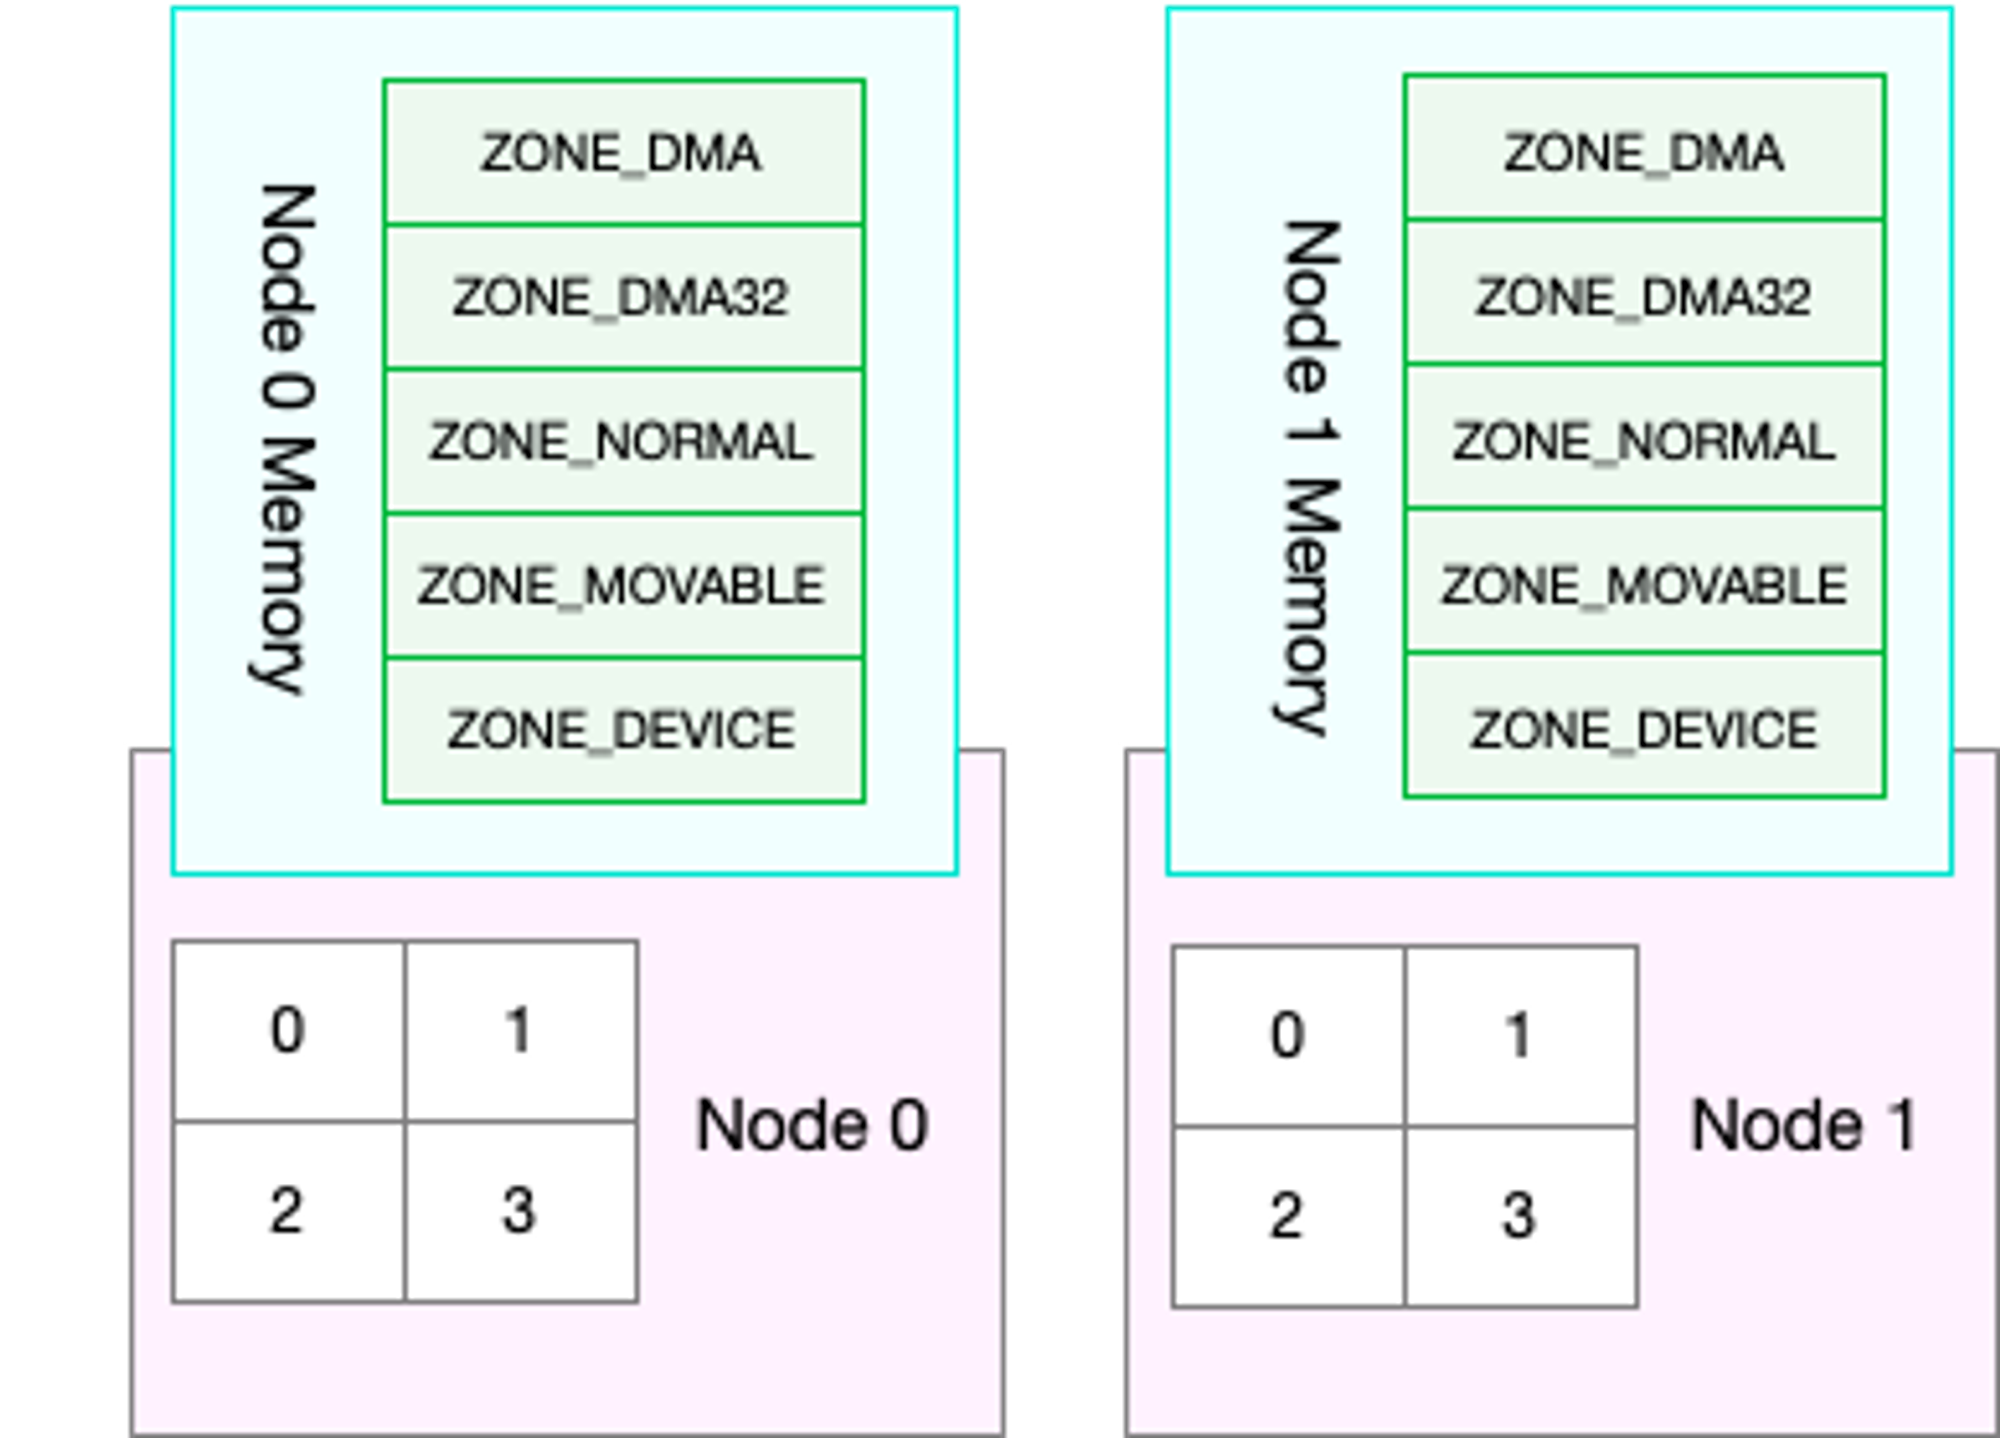 Node 0 Memory
ZONE_DMA
ZONE_DMA32
ZONE_NORMAL
ZONE_MOVABLE
ZONE_DEVICE
0
1
2
3
Node 0
Node 1 Memory
ZONE_DMA
ZONE_DMA32
ZONE_NORMAL
ZONE_MOVABLE
ZONE_DEVICE
0
1
2
3
Node 1